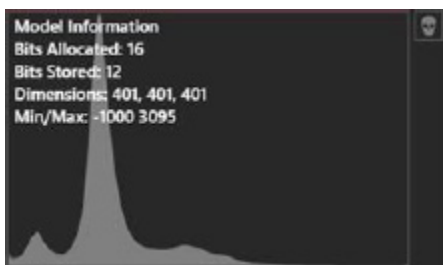 Model Information
Bits Allocated: 16
Bits Stored: 12
Dimensions: 401, 401, 401
Min/Max: -1000 3095